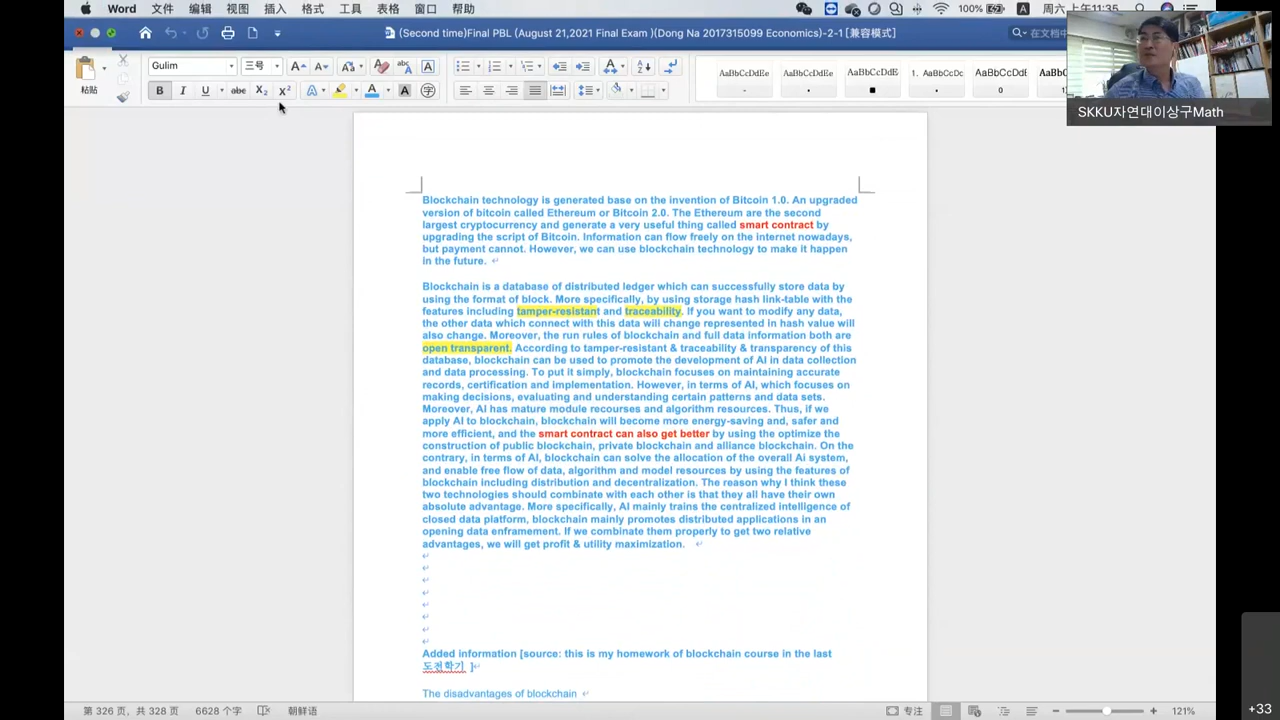 Word 文件 编辑 视图 插入 格式 工具 表格 窗口 帮助 100% A 周六 上午11:35
(Second time)Final PBL (August 21,2021 Final Exam )(Dong Na 2017315099 Economics)-2-1 [兼容模式] 在文档中
粘贴 Gulim 三号 AaBbCcDdEe AaBbCcDdEe AaBbCcDdE 1. AaBbCcDc AaBbCcDdE
B I U abc X₂ X² 字
SKKU자연대이상구Math
Blockchain technology is generated base on the invention of Bitcoin 1.0. An upgraded
version of bitcoin called Ethereum or Bitcoin 2.0. The Ethereum are the second
largest cryptocurrency and generate a very useful thing called smart contract by
upgrading the script of Bitcoin. Information can flow freely on the internet nowadays,
but payment cannot. However, we can use blockchain technology to make it happen
in the future.
Blockchain is a database of distributed ledger which can successfully store data by
using the format of block. More specifically, by using storage hash link-table with the
features including tamper-resistant and traceability. If you want to modify any data,
the other data which connect with this data will change represented in hash value will
also change. Moreover, the run rules of blockchain and full data information both are
open transparent. According to tamper-resistant & traceability & transparency of this
database, blockchain can be used to promote the development of AI in data collection
and data processing. To put it simply, blockchain focuses on maintaining accurate
records, certification and implementation. However, in terms of AI, which focuses on
making decisions, evaluating and understanding certain patterns and data sets.
Moreover, AI has mature module recourses and algorithm resources. Thus, if we
apply AI to blockchain, blockchain will become more energy-saving and, safer and
more efficient, and the smart contract can also get better by using the optimize the
construction of public blockchain, private blockchain and alliance blockchain. On the
contrary, in terms of AI, blockchain can solve the allocation of the overall Ai system,
and enable free flow of data, algorithm and model resources by using the features of
blockchain including distribution and decentralization. The reason why I think these
two technologies should combinate with each other is that they all have their own
absolute advantage. More specifically, AI mainly trains the centralized intelligence of
closed data platform, blockchain mainly promotes distributed applications in an
opening data enframement. If we combinate them properly to get two relative
advantages, we will get profit & utility maximization.
Added information [source: this is my homework of blockchain course in the last
도전학기 ]
The disadvantages of blockchain
第 326 页，共 328 页 6628 个字 朝鲜语 专注 121%
+33